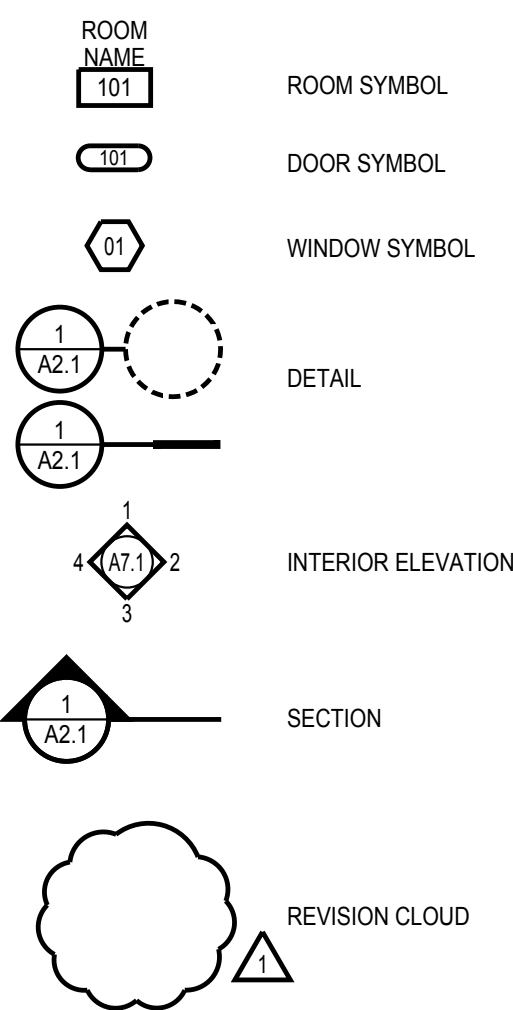 ROOM
NAME
101
ROOM SYMBOL
101
DOOR SYMBOL
01
WINDOW SYMBOL
1
A2.1
DETAIL
1
A2.1
1
4
A7.1
2
3
INTERIOR ELEVATION
1
A2.1
SECTION
REVISION CLOUD
1